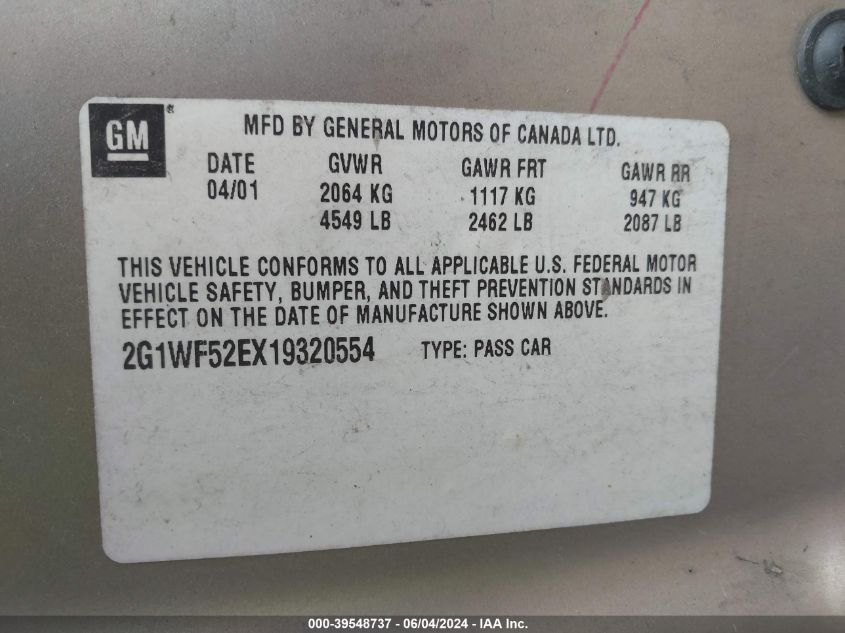 GM®
MFD BY GENERAL MOTORS OF CANADA LTD.
DATE GVWR GAWR FRT GAWR RR
04/01 2064 KG 1117 KG 947 KG
4549 LB 2462 LB 2087 LB
THIS VEHICLE CONFORMS TO ALL APPLICABLE U.S. FEDERAL MOTOR
VEHICLE SAFETY, BUMPER, AND THEFT PREVENTION STANDARDS IN
EFFECT ON THE DATE OF MANUFACTURE SHOWN ABOVE.
2G1WF52EX19320554 TYPE: PASS CAR
000-39548737 - 06/04/2024 - IAA Inc.